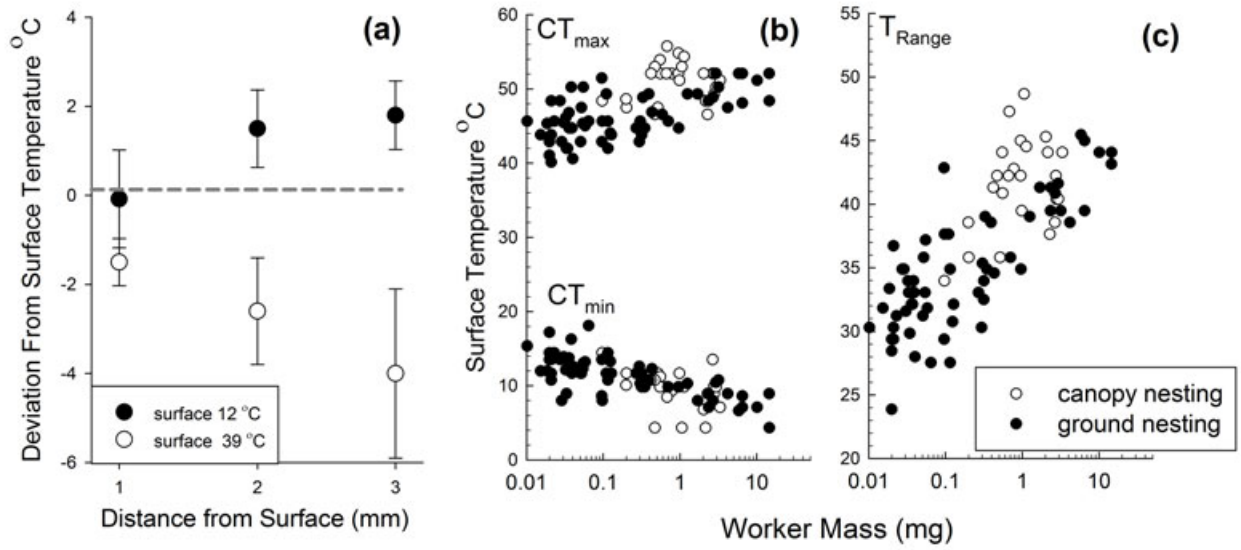 (a)
Deviation From Surface Temperature °C
4
2
0
-2
-4
-6
surface 12 °C
surface 39 °C
1
2
3
Distance from Surface (mm)
(b)
CTmax
CTmin
Surface Temperature °C
60
50
40
30
20
10
0
0.01
0.1
1
10
(c)
TRange
55
50
45
40
35
30
25
20
canopy nesting
ground nesting
0.01
0.1
1
10
Worker Mass (mg)